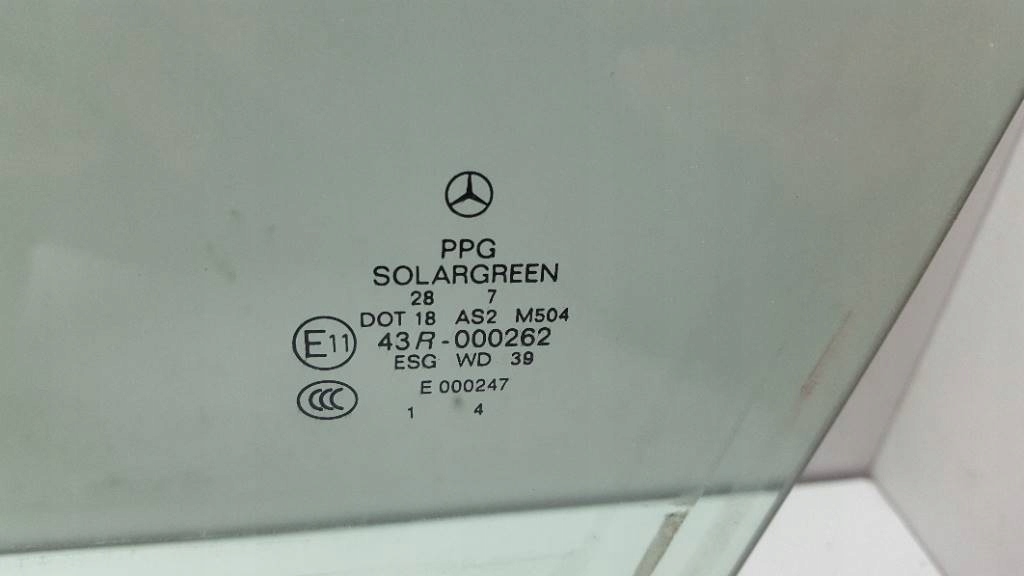 PPG
SOLARGREEN
28 7
DOT 18 AS2 M504
E11 43R-000262
ESG WD 39
CCC E 000247
1 4